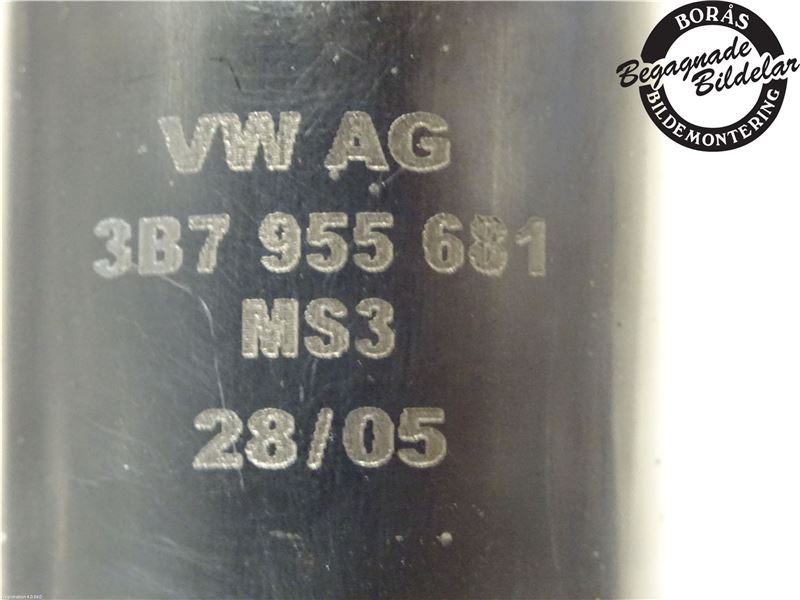 VW AG
3B7 955 681
MS3
28/05
BORÅS
Begagnade
Bildelar
BILDEMONTERING